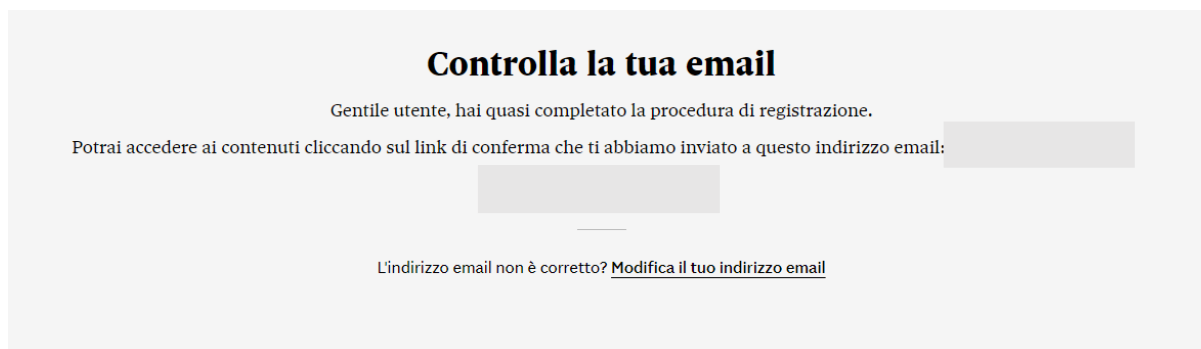 Controlla la tua email
Gentile utente, hai quasi completato la procedura di registrazione.
Potrai accedere ai contenuti cliccando sul link di conferma che ti abbiamo inviato a questo indirizzo email:
L'indirizzo email non è corretto? Modifica il tuo indirizzo email